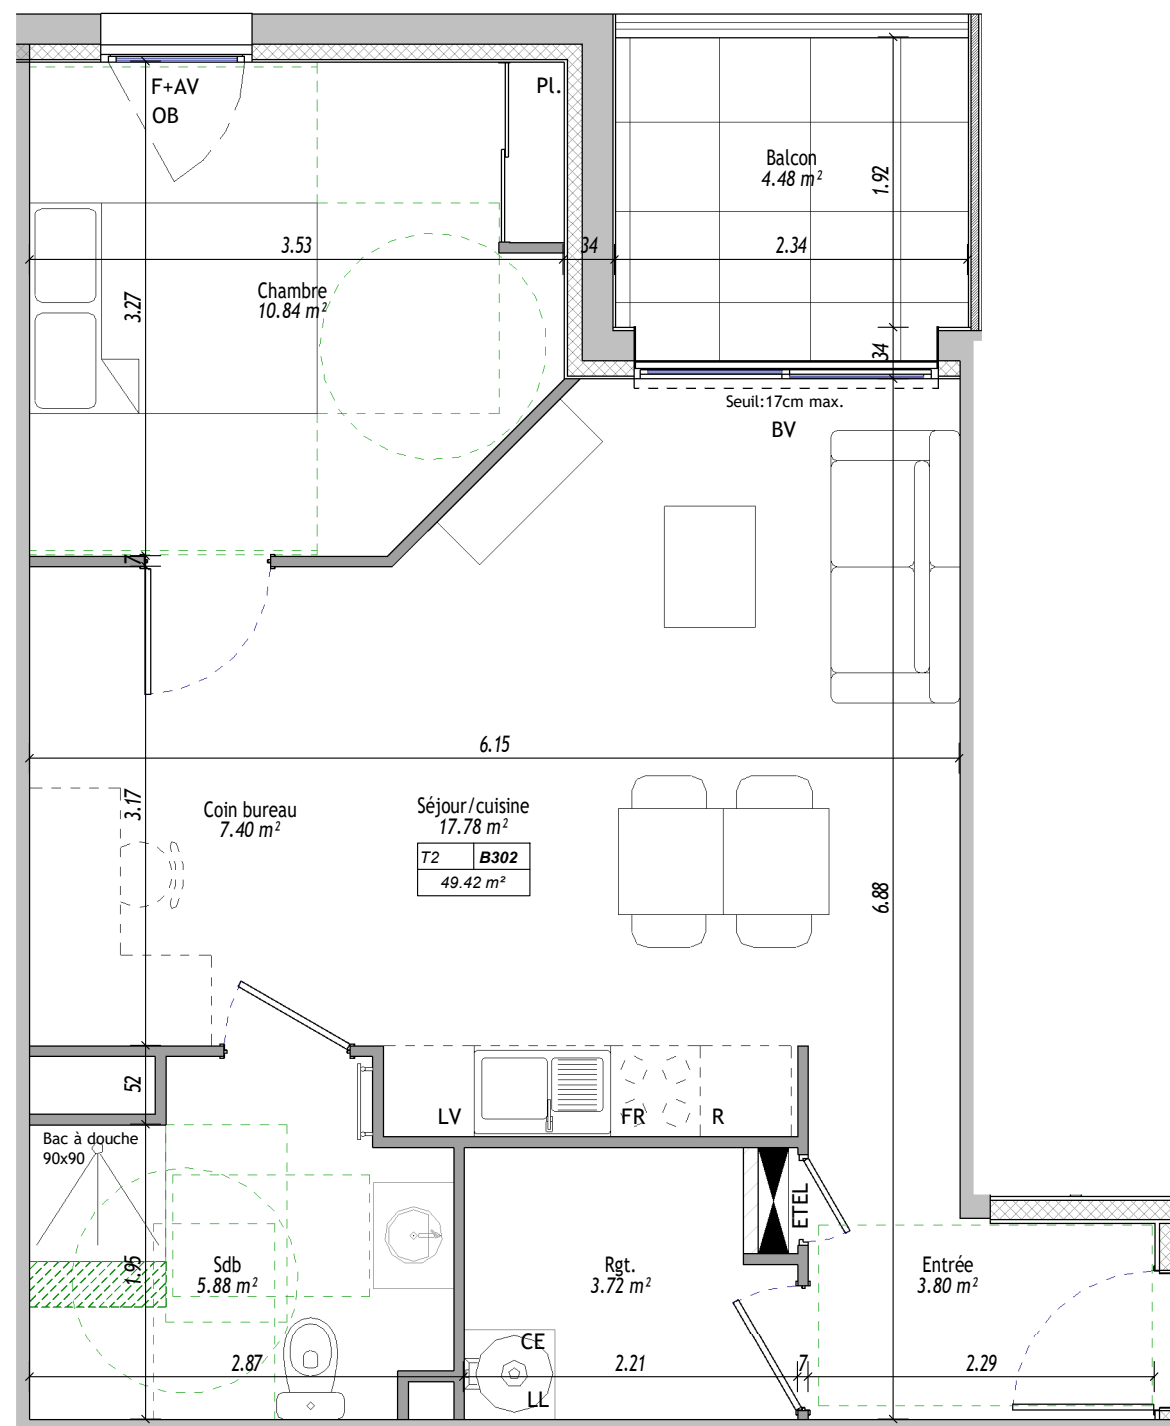 F+AV
OB
Pl.
Balcon
4.48 m²
1.92
3.53
34
2.34
Chambre
10.84 m²
3.27
34
Seuil:17cm max.
BV
7
6.15
3.17
Coin bureau
7.40 m²
Séjour/cuisine
17.78 m²
T2 B302
49.42 m²
6.88
52
LV
FR
R
Bac à douche
90x90
ETEL
1.95
Sdb
5.88 m²
Rgt.
3.72 m²
Entrée
3.80 m²
CE
2.87
2.21
7
2.29
LL